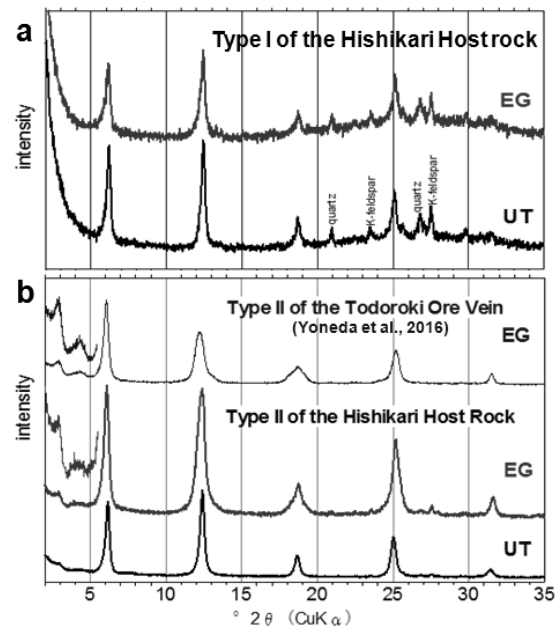 a
Type I of the Hishikari Host rock
EG
intensity
quartz
K-feldspar
quartz
K-feldspar
UT
b
Type II of the Todoroki Ore Vein
(Yoneda et al., 2016)
EG
intensity
Type II of the Hishikari Host Rock
EG
UT
5 10 15 20 25 30 35
° 2 θ (CuK α)